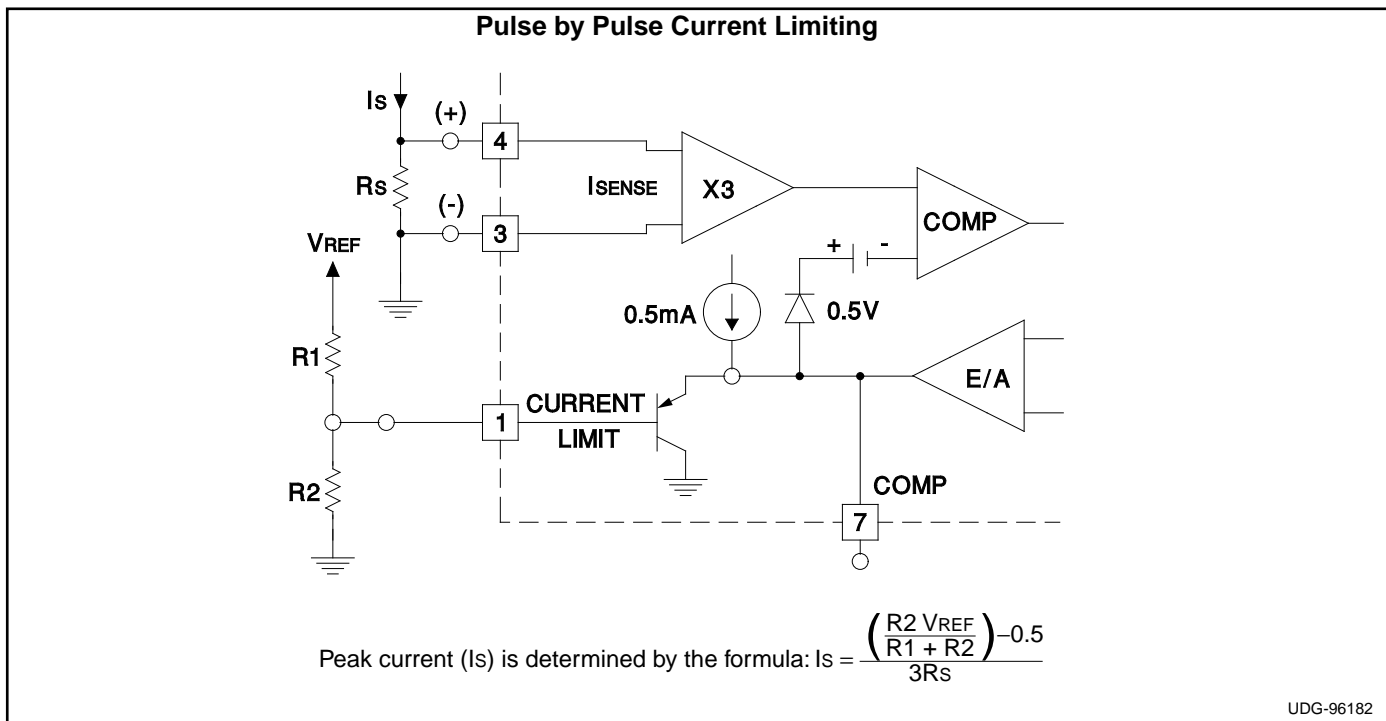 Pulse by Pulse Current Limiting
IS
(+)
4
RS
ISENSE
X3
(-)
3
COMP
VREF
+ -
0.5mA
0.5V
R1
E/A
1
CURRENT
LIMIT
R2
COMP
7
Peak current (IS) is determined by the formula: IS = ((R2 VREF / R1 + R2) –0.5) / 3RS
UDG-96182